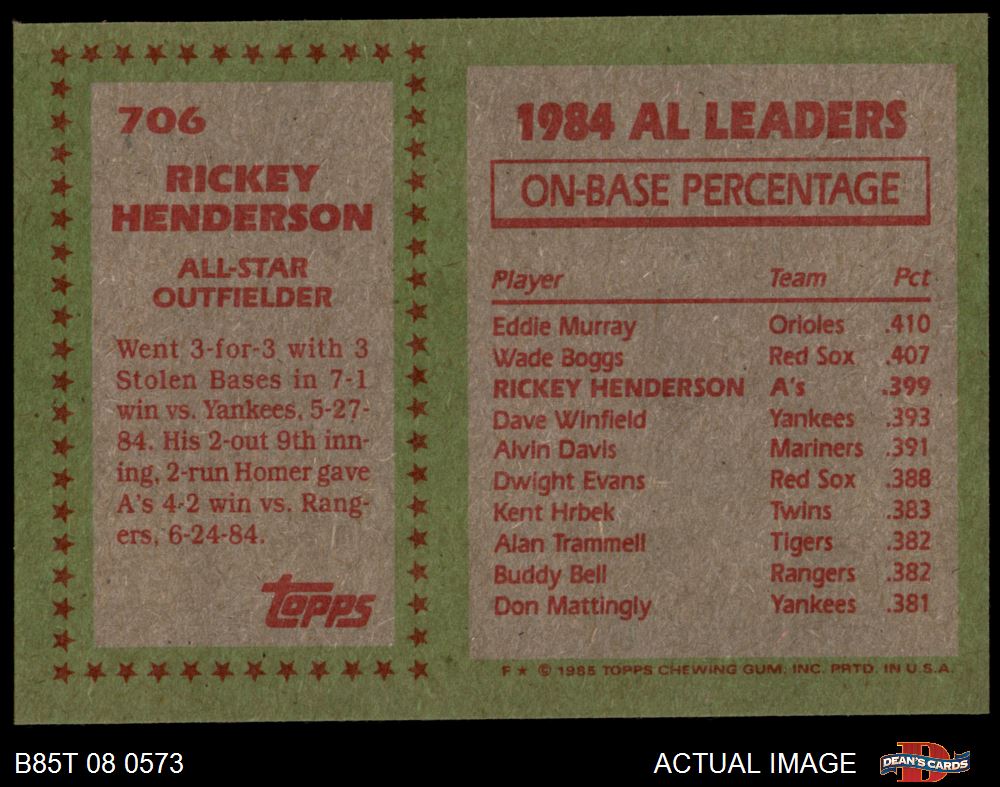 706
RICKEY
HENDERSON
ALL-STAR
OUTFIELDER
Went 3-for-3 with 3
Stolen Bases in 7-1
win vs. Yankees, 5-27-
84. His 2-out 9th inn-
ing, 2-run Homer gave
A's 4-2 win vs. Rang-
ers, 6-24-84.
topps
1984 AL LEADERS
ON-BASE PERCENTAGE
Player Team Pct
Eddie Murray Orioles .410
Wade Boggs Red Sox .407
RICKEY HENDERSON A's .399
Dave Winfield Yankees .393
Alvin Davis Mariners .391
Dwight Evans Red Sox .388
Kent Hrbek Twins .383
Alan Trammell Tigers .382
Buddy Bell Rangers .382
Don Mattingly Yankees .381
F ★ © 1985 TOPPS CHEWING GUM, INC. PRTD. IN U.S.A.
B85T 08 0573
ACTUAL IMAGE
D
DEAN'S CARDS